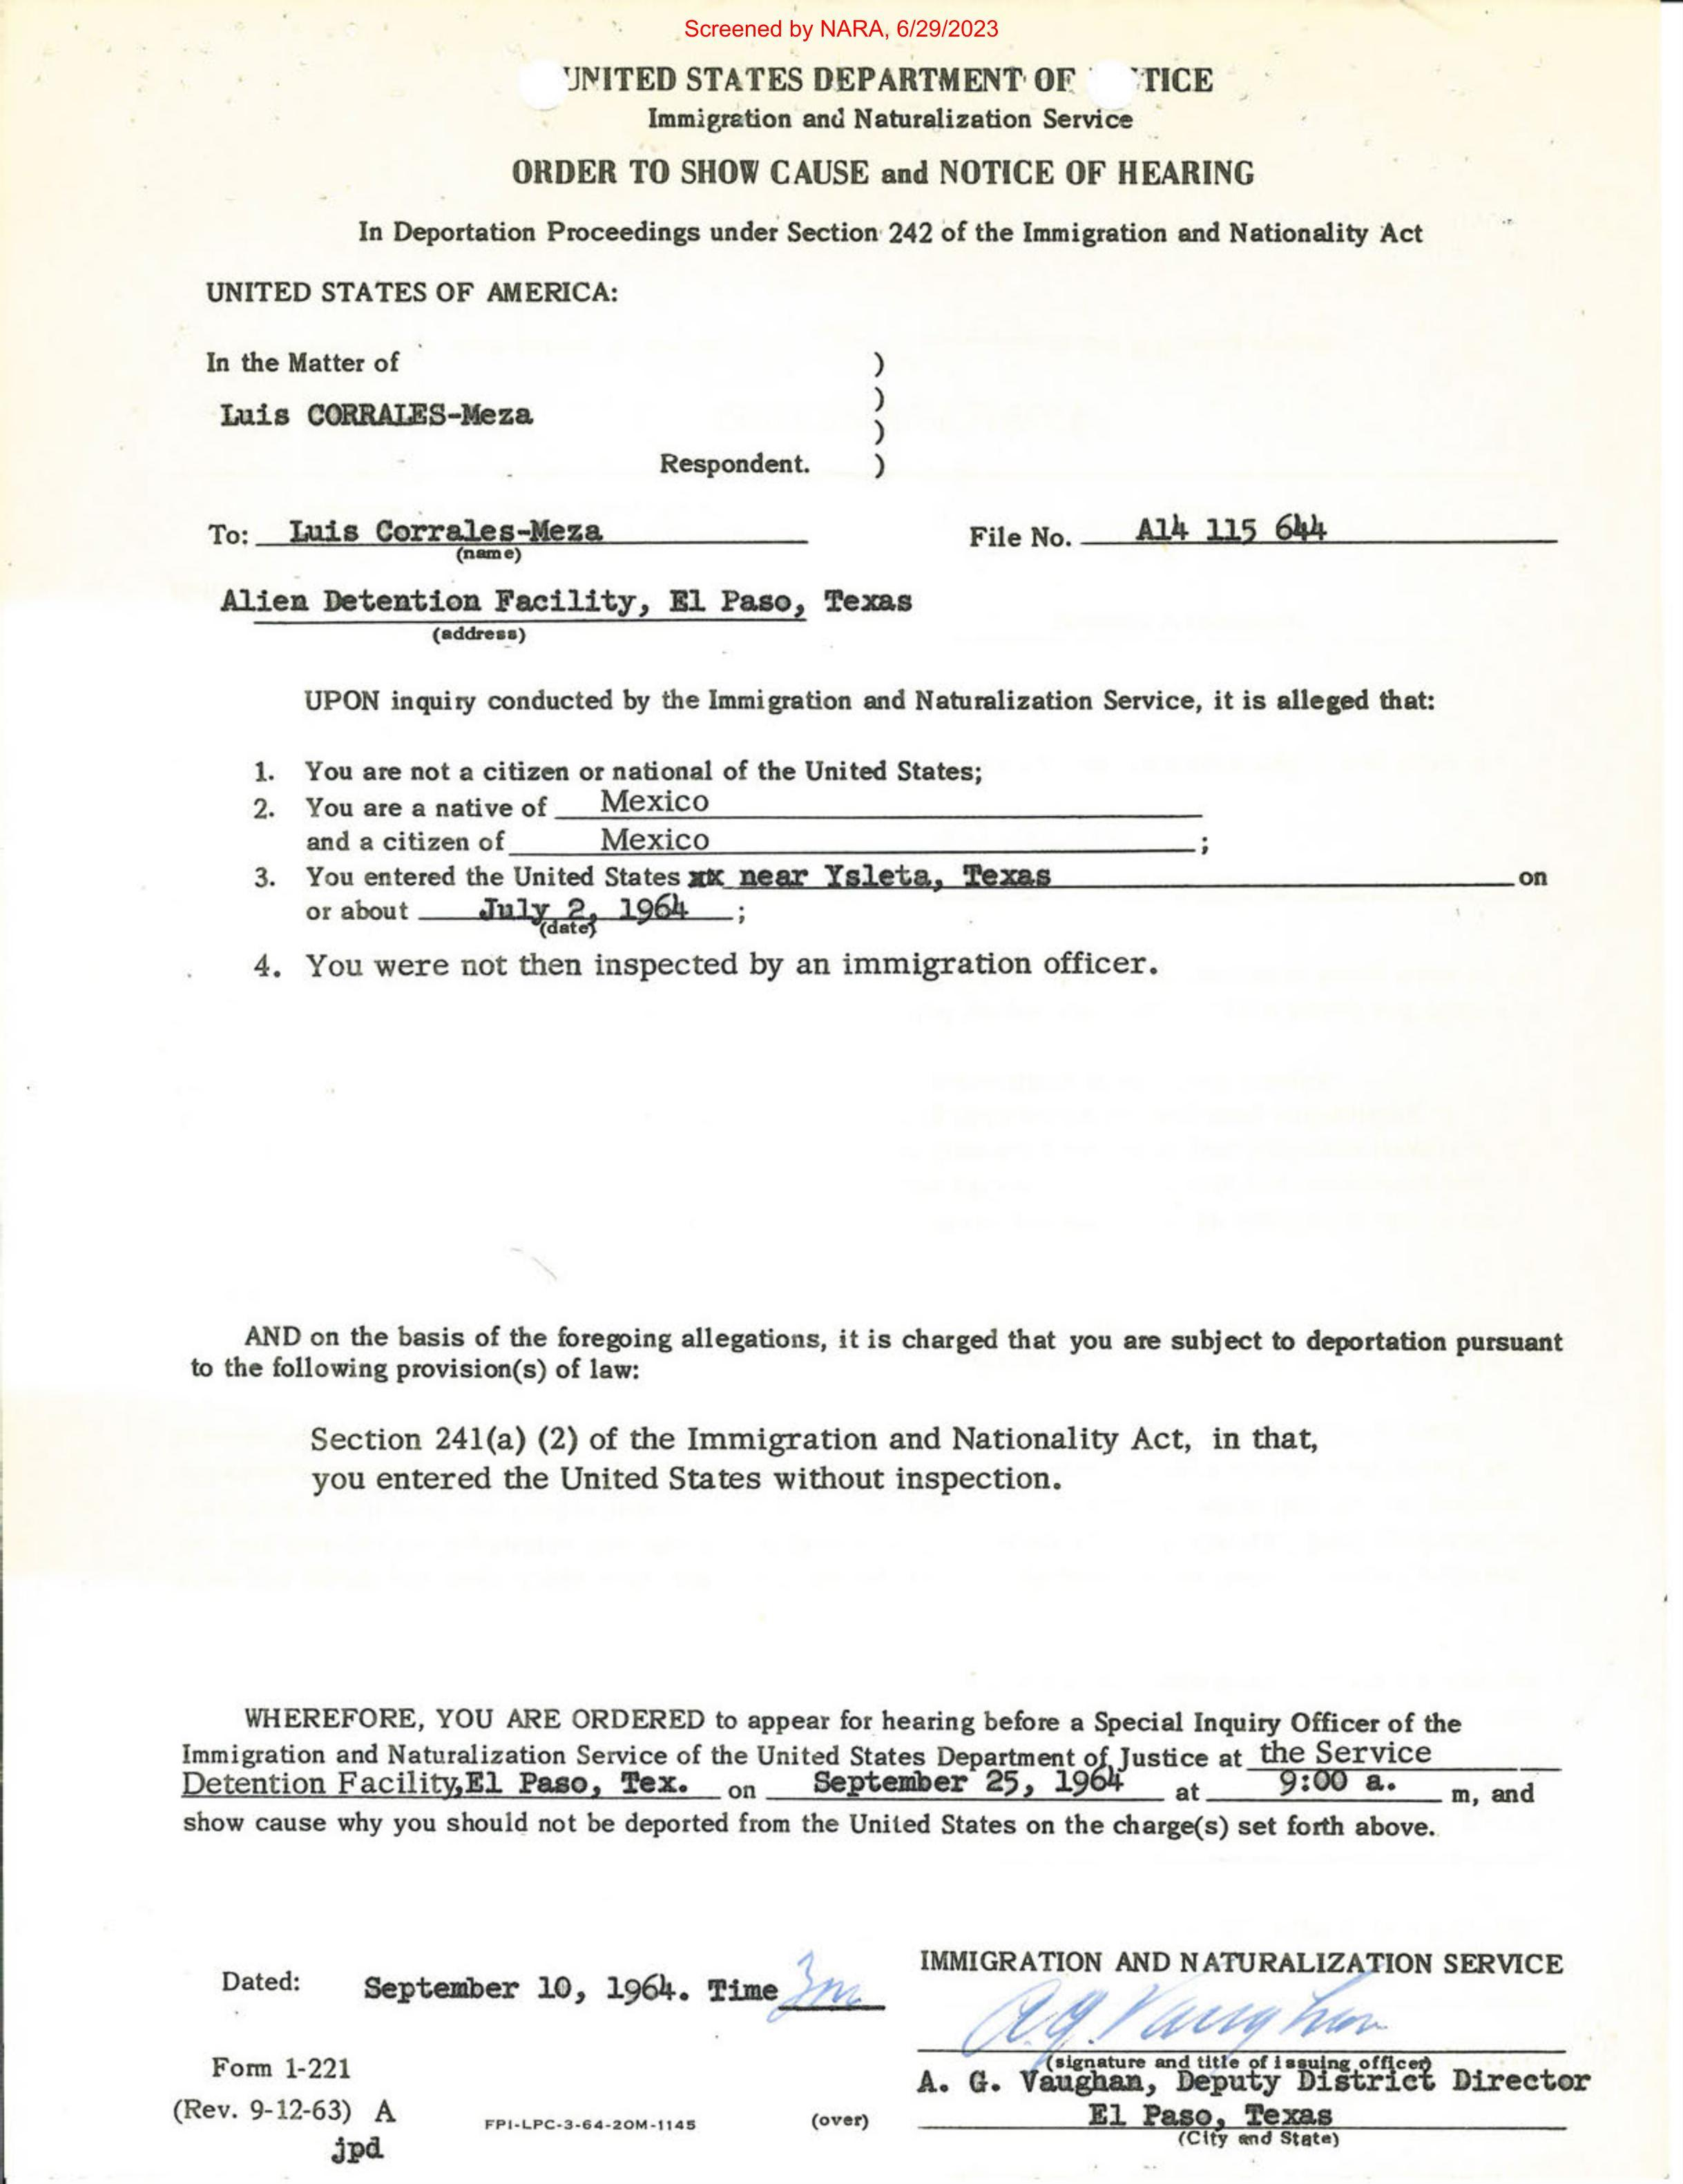 Screened by NARA, 6/29/2023
UNITED STATES DEPARTMENT OF TICE
Immigration and Naturalization Service
ORDER TO SHOW CAUSE and NOTICE OF HEARING
In Deportation Proceedings under Section 242 of the Immigration and Nationality Act
UNITED STATES OF AMERICA:
In the Matter of )
)
Luis CORRALES-Meza
)
Respondent. )
To: Luis Corrales-Meza File No. A14 115 644
(name)
Alien Detention Facility, El Paso, Texas
(address)
UPON inquiry conducted by the Immigration and Naturalization Service, it is alleged that:
1. You are not a citizen or national of the United States;
2. You are a native of Mexico
and a citizen of Mexico ;
3. You entered the United States xx near Ysleta, Texas on
or about July 2, 1964 ;
(date)
4. You were not then inspected by an immigration officer.
AND on the basis of the foregoing allegations, it is charged that you are subject to deportation pursuant
to the following provision(s) of law:
Section 241(a) (2) of the Immigration and Nationality Act, in that,
you entered the United States without inspection.
WHEREFORE, YOU ARE ORDERED to appear for hearing before a Special Inquiry Officer of the
Immigration and Naturalization Service of the United States Department of Justice at the Service
Detention Facility,El Paso, Tex. on September 25, 1964 at 9:00 a. m, and
show cause why you should not be deported from the United States on the charge(s) set forth above.
IMMIGRATION AND NATURALIZATION SERVICE
Dated: September 10, 1964. Time
A.G. Vaughan
(signature and title of issuing officer)
Form 1-221
A. G. Vaughan, Deputy District Director
(Rev. 9-12-63) A FPI-LPC-3-64-20M-1145 (over) El Paso, Texas
(City and State)
jpd